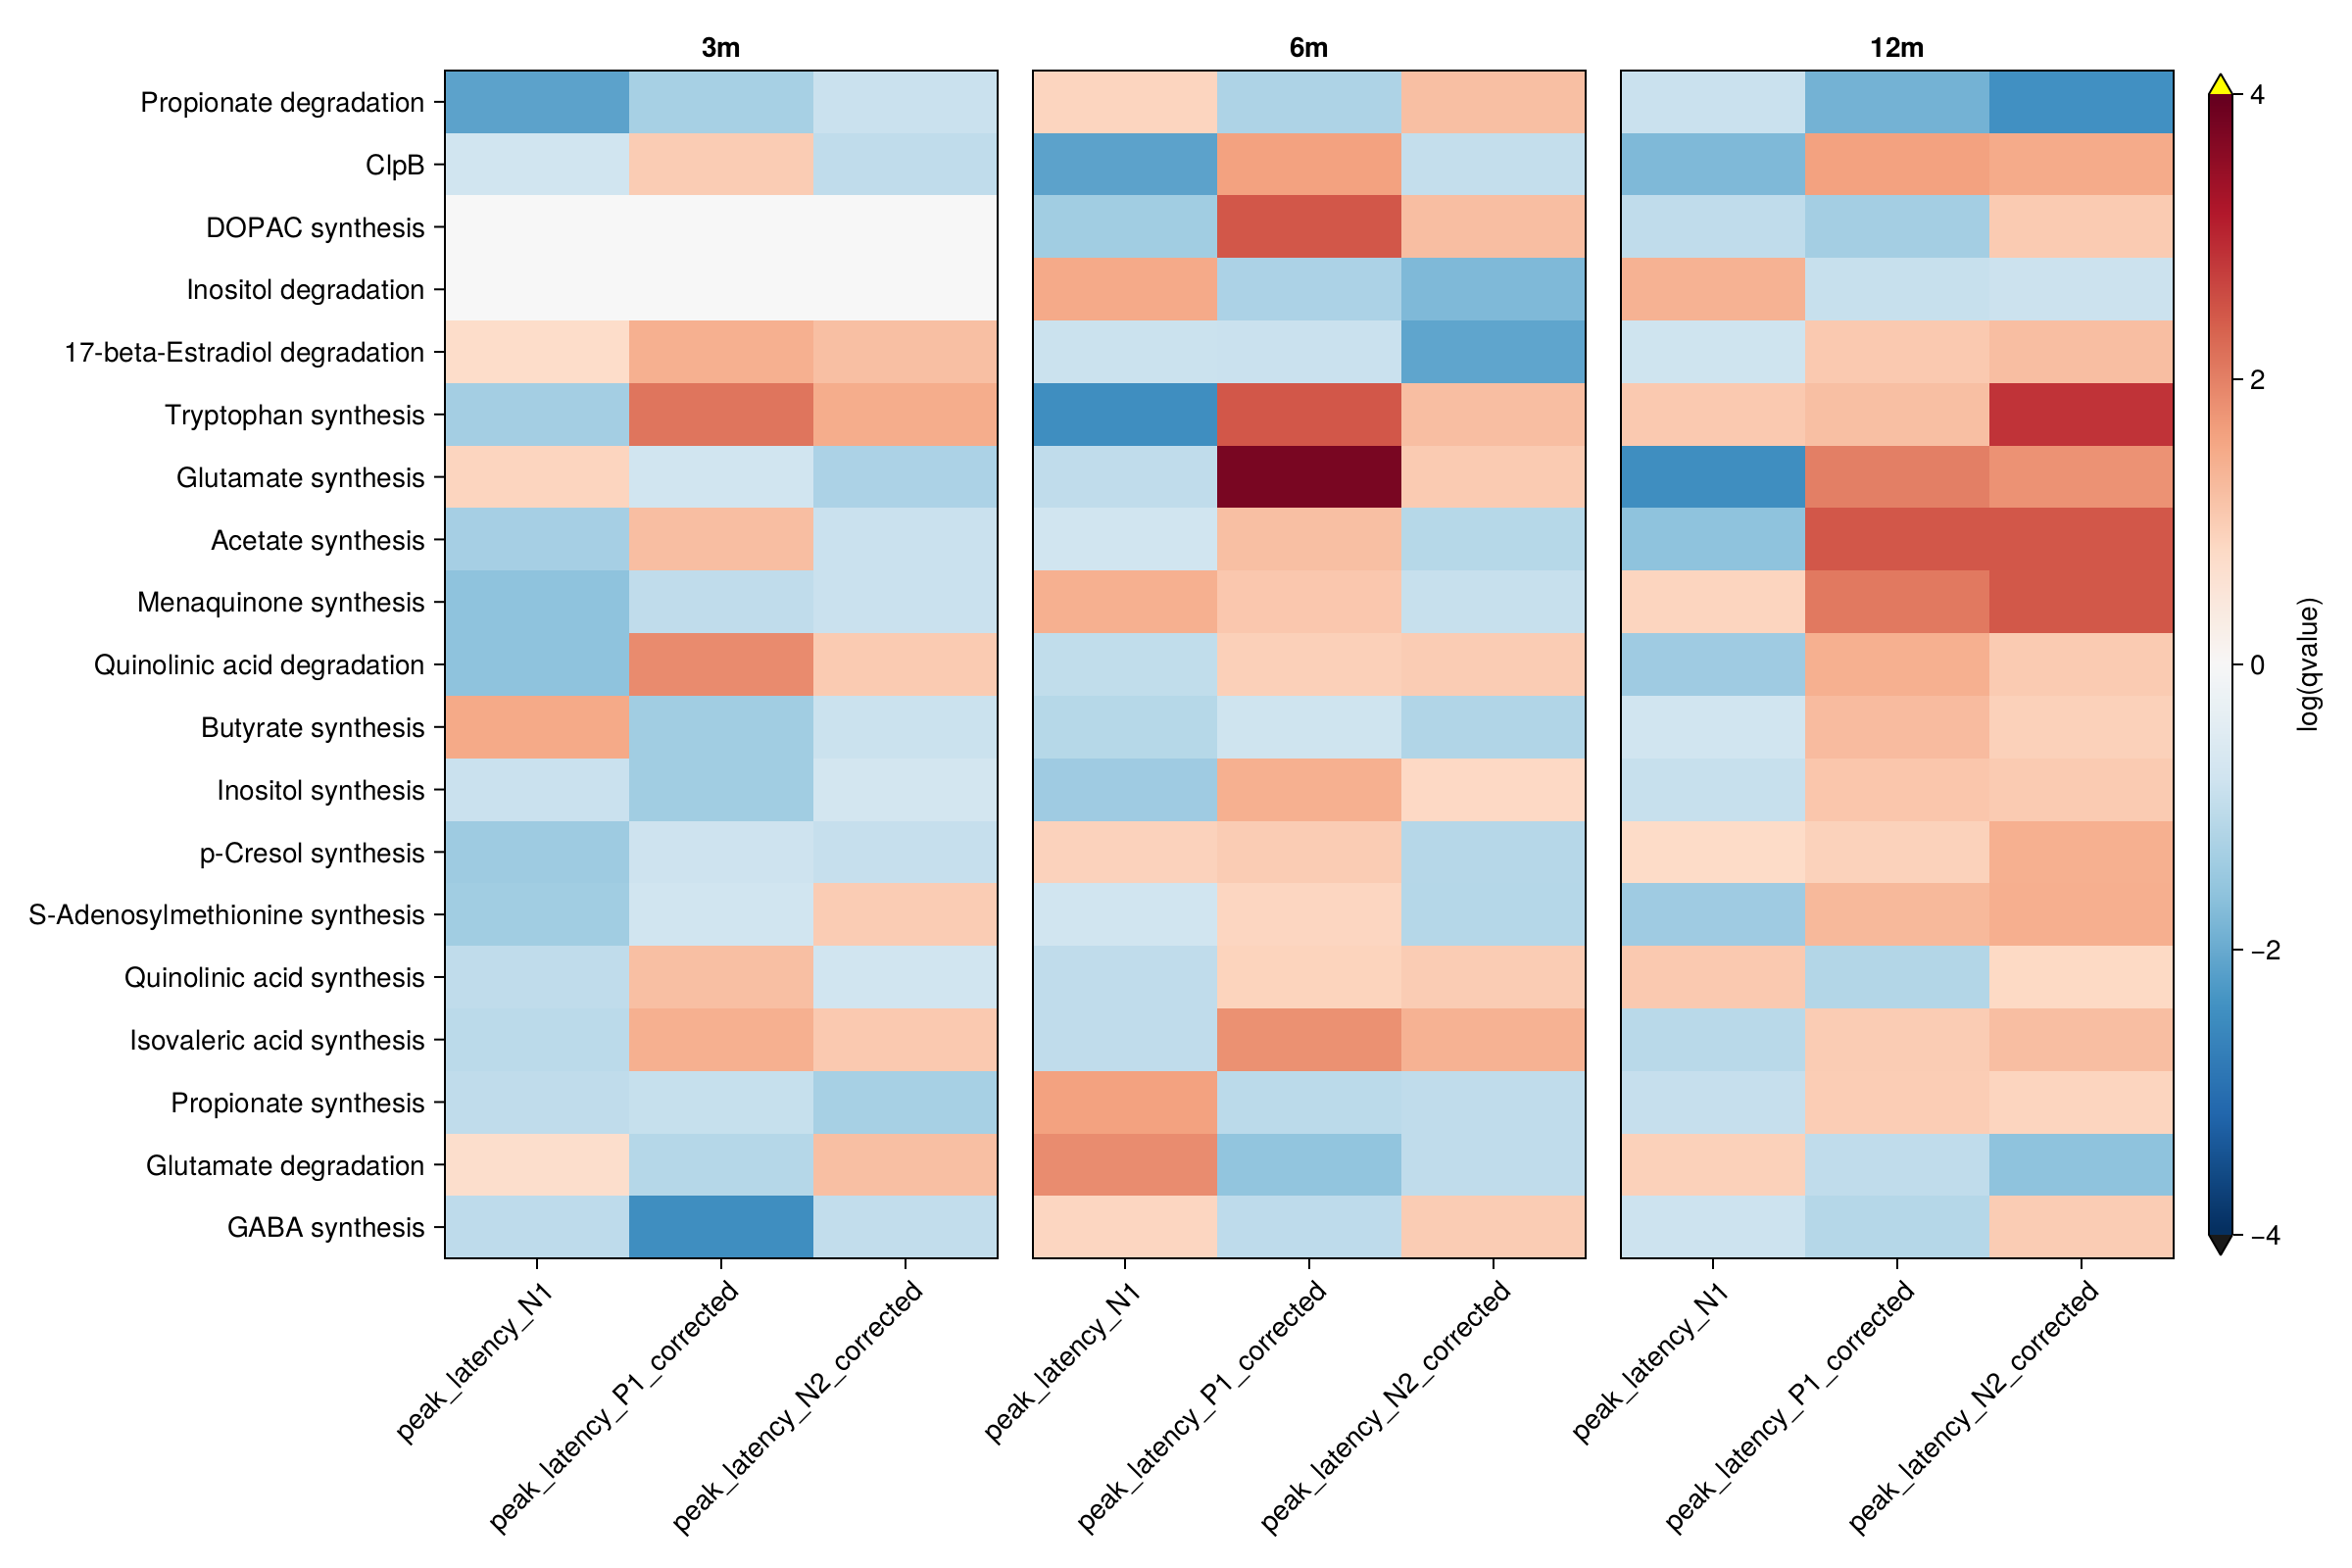 3m
6m
12m
Propionate degradation
ClpB
DOPAC synthesis
Inositol degradation
17-beta-Estradiol degradation
Tryptophan synthesis
Glutamate synthesis
Acetate synthesis
Menaquinone synthesis
Quinolinic acid degradation
Butyrate synthesis
Inositol synthesis
p-Cresol synthesis
S-Adenosylmethionine synthesis
Quinolinic acid synthesis
Isovaleric acid synthesis
Propionate synthesis
Glutamate degradation
GABA synthesis
peak_latency_N1
peak_latency_P1_corrected
peak_latency_N2_corrected
peak_latency_N1
peak_latency_P1_corrected
peak_latency_N2_corrected
peak_latency_N1
peak_latency_P1_corrected
peak_latency_N2_corrected
4
2
0
−2
−4
log(qvalue)